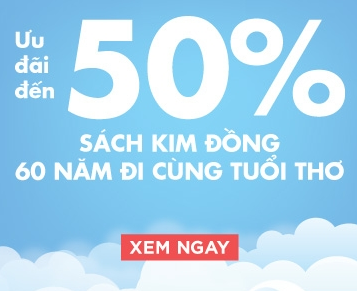 Ưu
đãi
đến
50%
SÁCH KIM ĐỒNG
60 NĂM ĐI CÙNG TUỔI THƠ
XEM NGAY